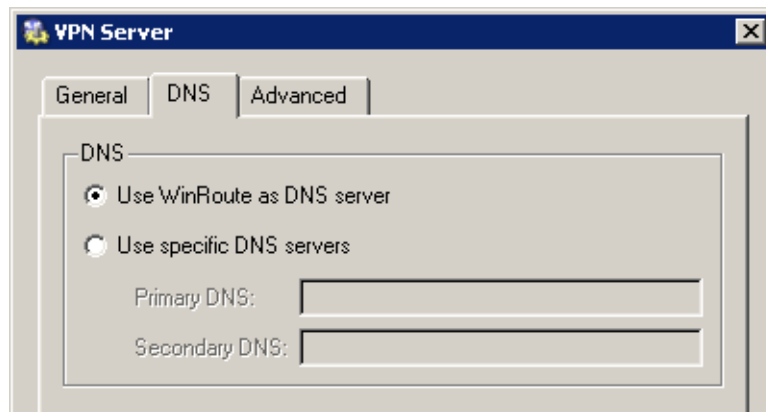 VPN Server
General DNS Advanced
DNS
Use WinRoute as DNS server
Use specific DNS servers
Primary DNS:
Secondary DNS: